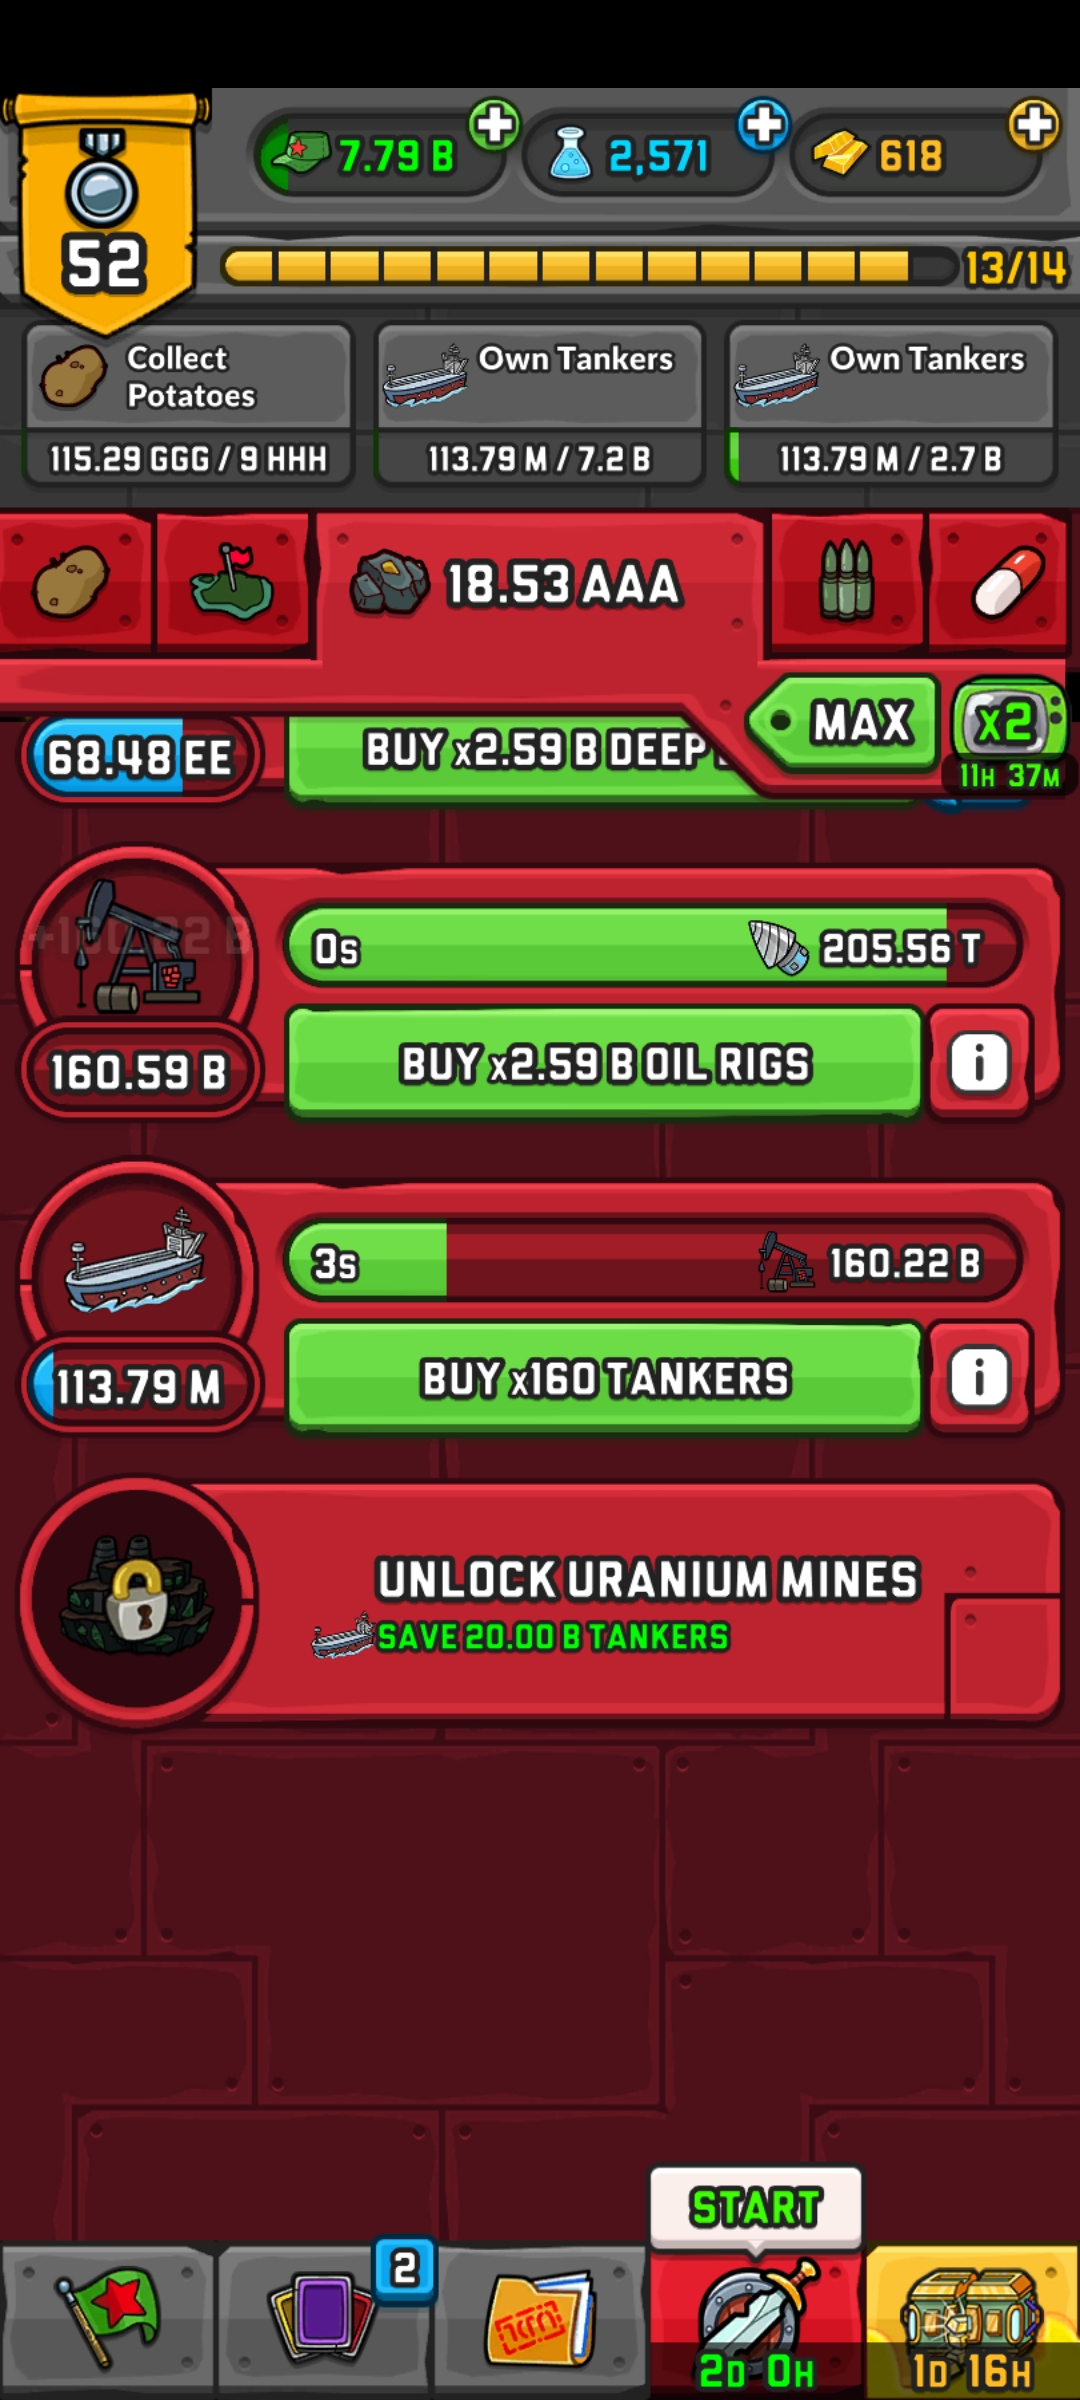 52
7.79 B
2,571
618
13/14
Collect
Potatoes
115.29 GGG / 9 HHH
Own Tankers
113.79 M / 7.2 B
Own Tankers
113.79 M / 2.7 B
18.53 AAA
MAX
x2
11H 37M
68.48 EE
BUY x2.59 B DEEP
0s
205.56 T
160.59 B
BUY x2.59 B OIL RIGS
i
3s
160.22 B
113.79 M
BUY x160 TANKERS
i
UNLOCK URANIUM MINES
SAVE 20.00 B TANKERS
START
2
2D 0H
1D 16H